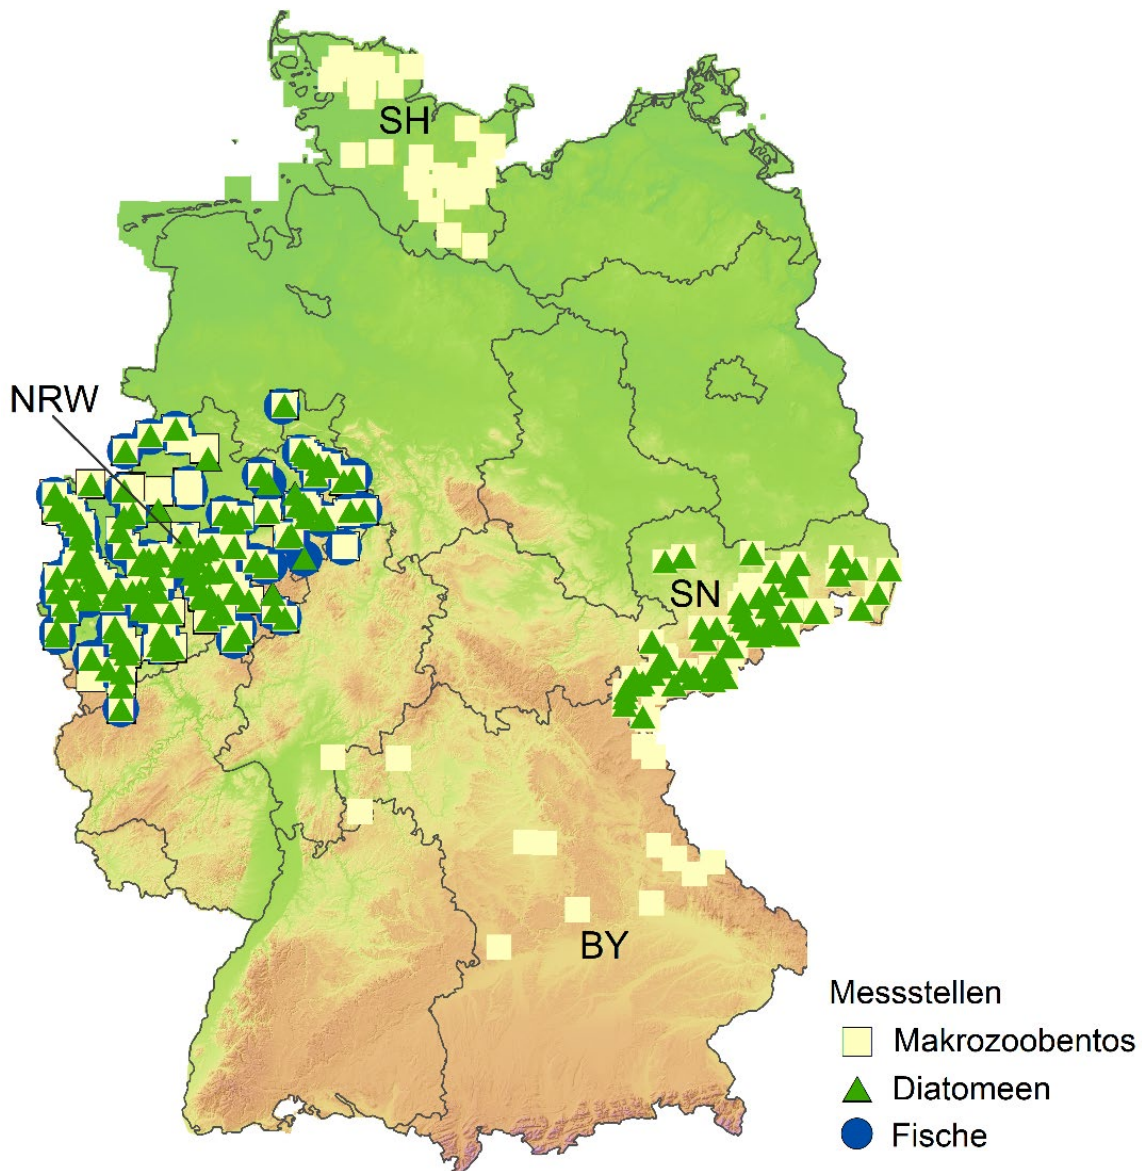 SH
NRW
SN
BY
Messstellen
Makrozoobentos
Diatomeen
Fische